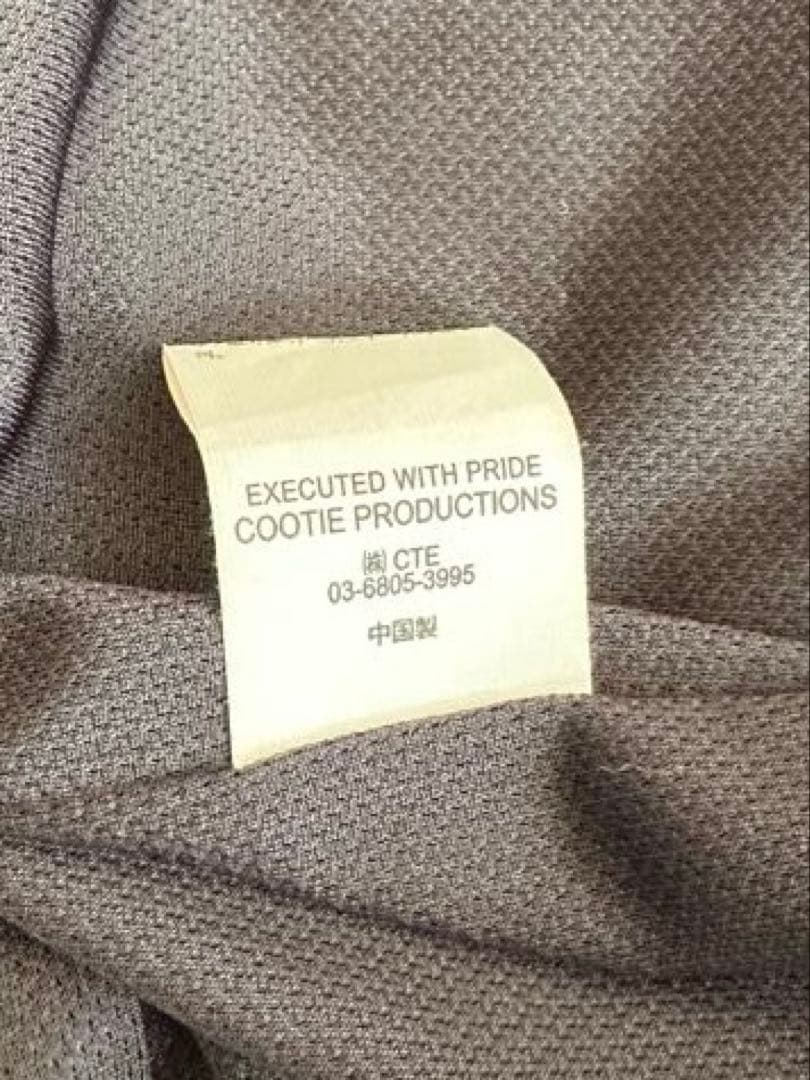 EXECUTED WITH PRIDE
COOTIE PRODUCTIONS
㈱ CTE
03-6805-3995
中国製